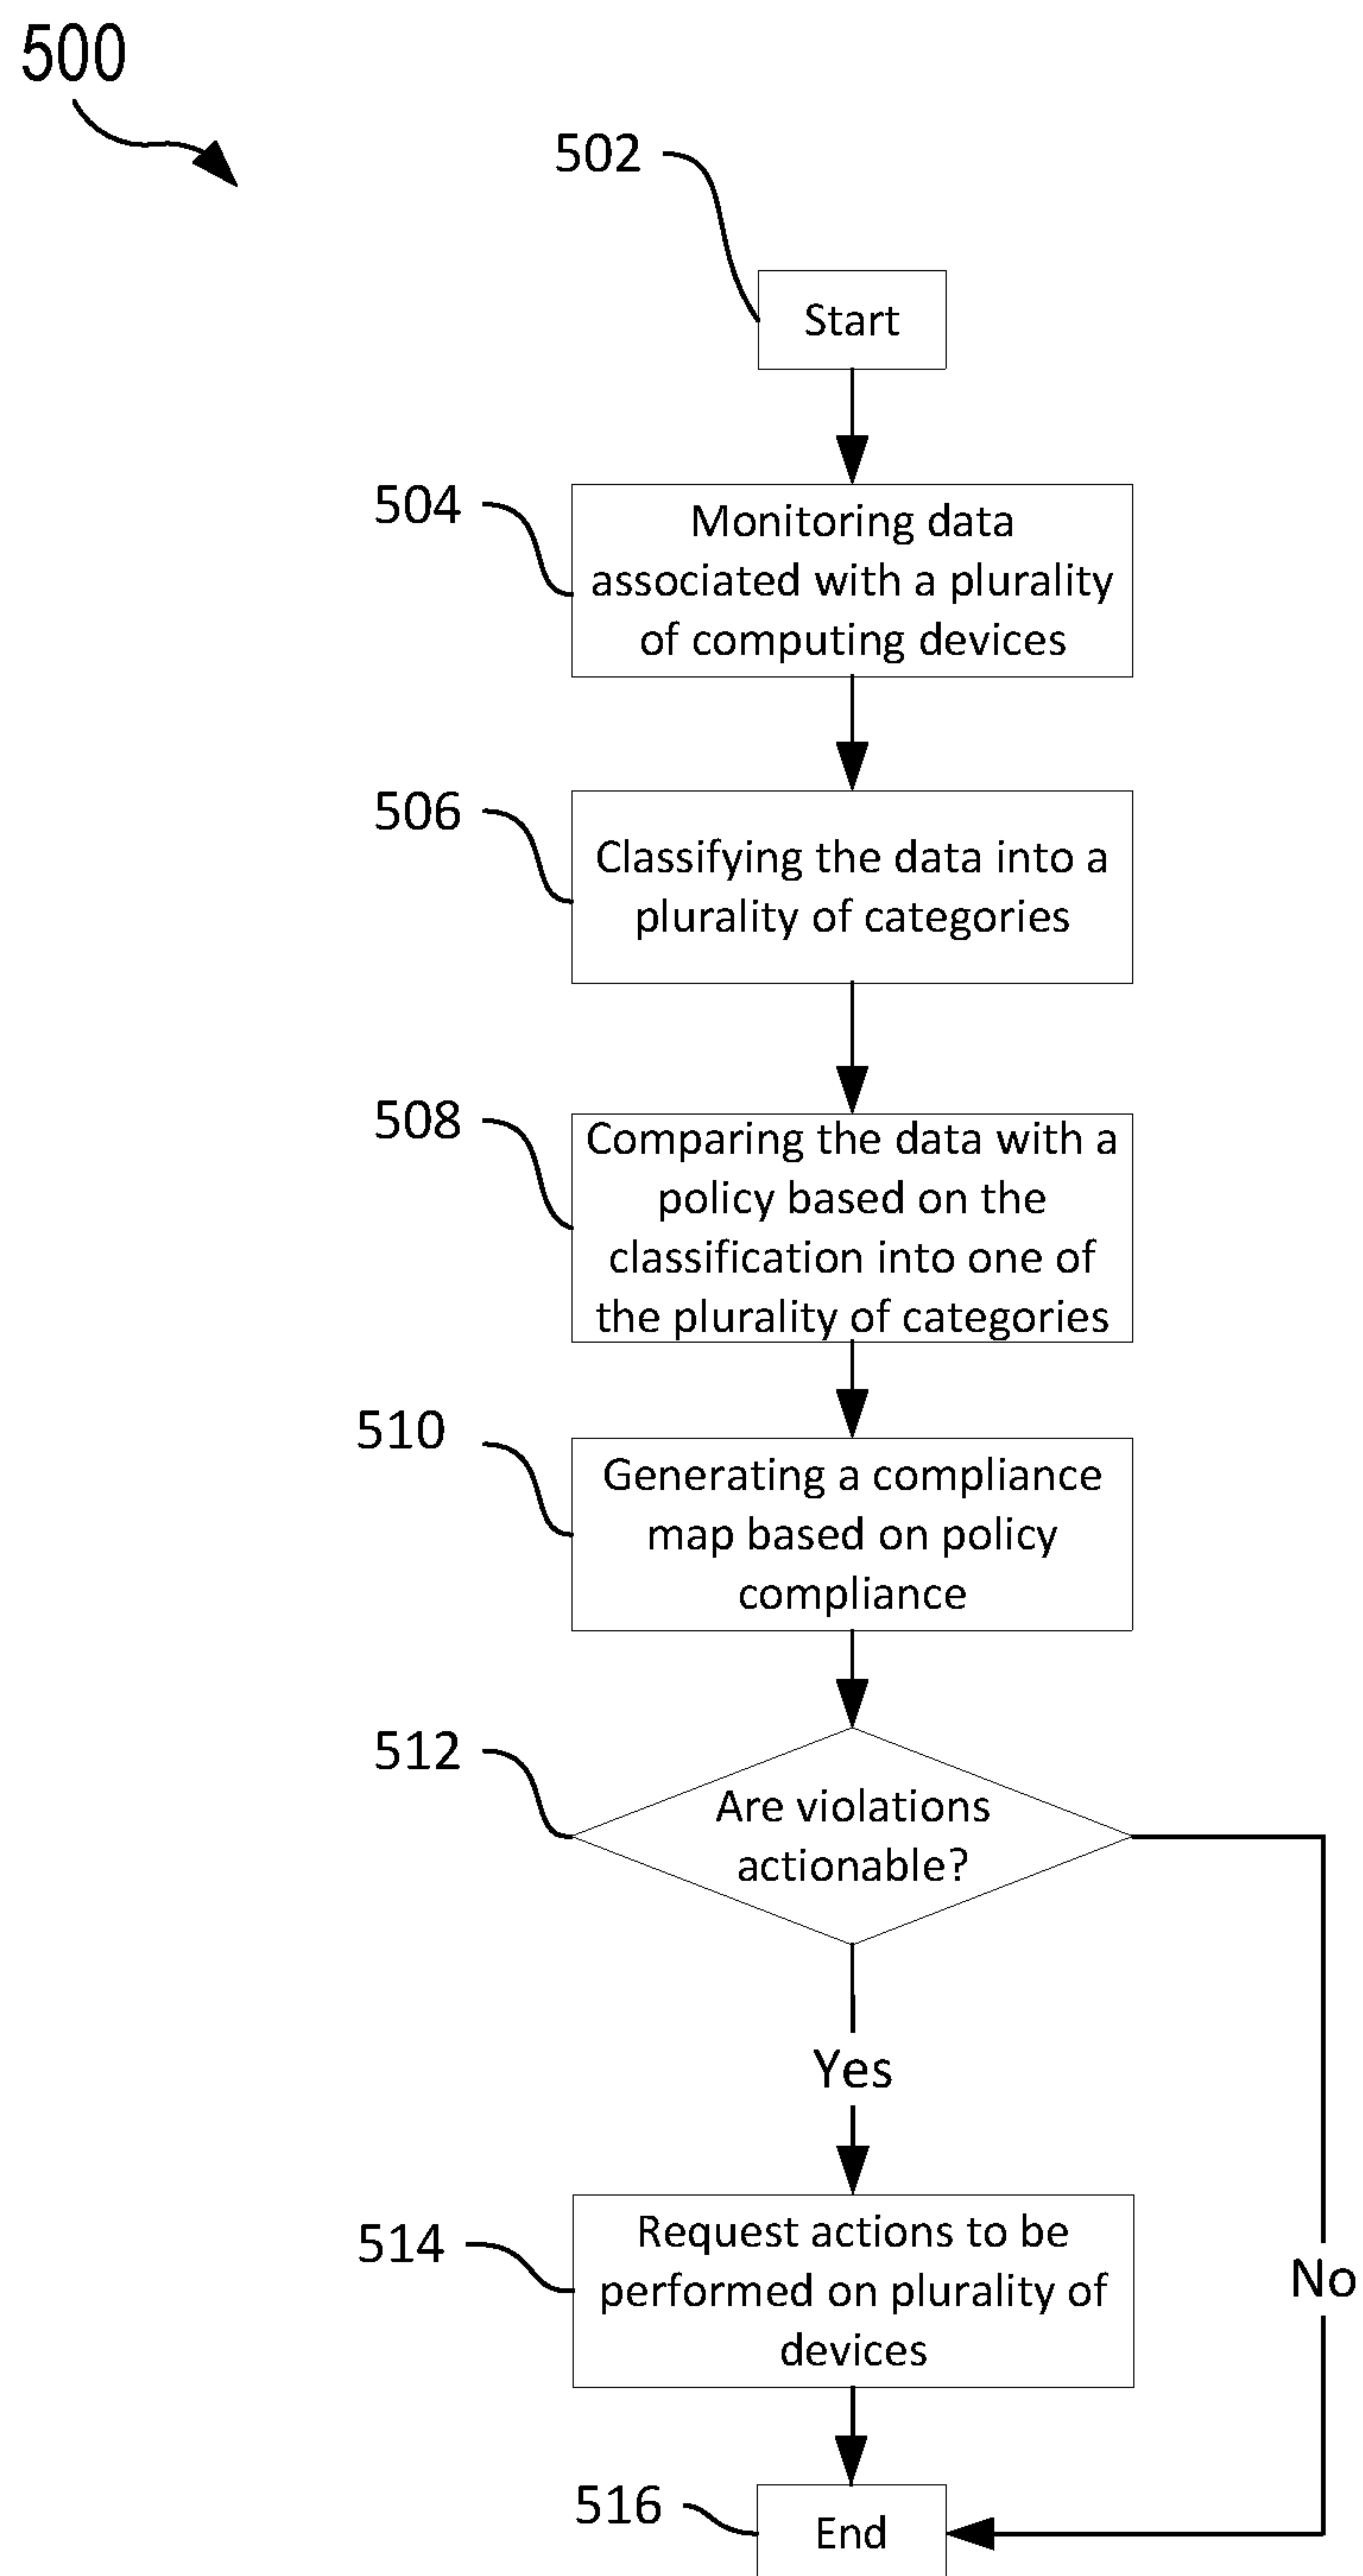 500
502
Start
504
Monitoring data
associated with a plurality
of computing devices
506
Classifying the data into a
plurality of categories
508
Comparing the data with a
policy based on the
classification into one of
the plurality of categories
510
Generating a compliance
map based on policy
compliance
512
Are violations
actionable?
Yes
514
Request actions to be
performed on plurality of
devices
No
516
End